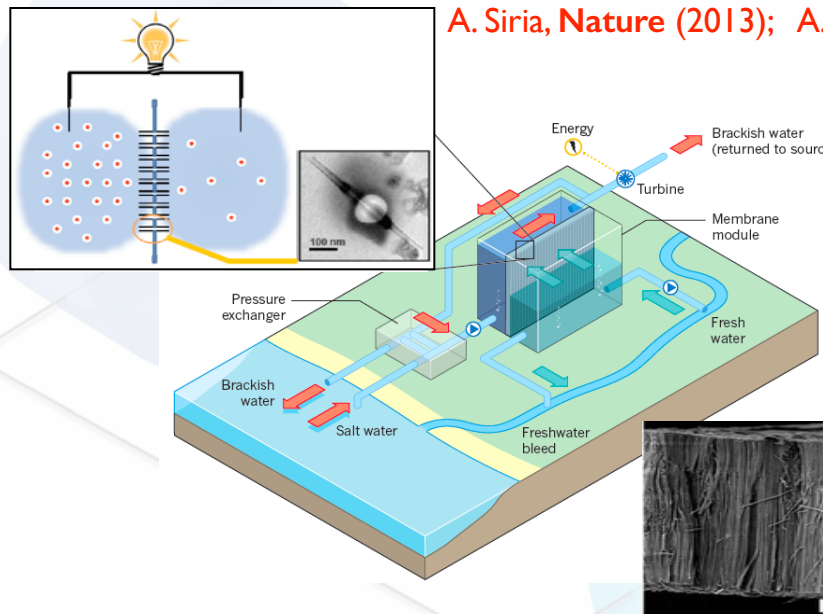 A. Siria, Nature (2013); A.
100 nm
Energy
Brackish water
(returned to sourc
Turbine
Membrane
module
Pressure
exchanger
Fresh
water
Brackish
water
Salt water
Freshwater
bleed